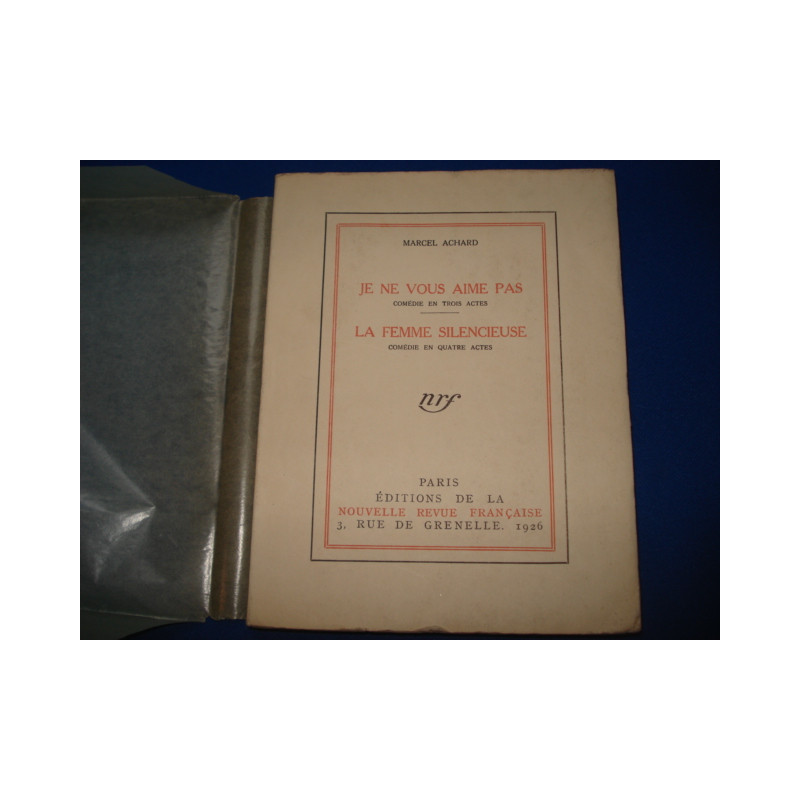 MARCEL ACHARD
JE NE VOUS AIME PAS
COMÉDIE EN TROIS ACTES
LA FEMME SILENCIEUSE
COMÉDIE EN QUATRE ACTES
nrf
PARIS
ÉDITIONS DE LA
NOUVELLE REVUE FRANÇAISE
3, RUE DE GRENELLE. 1926